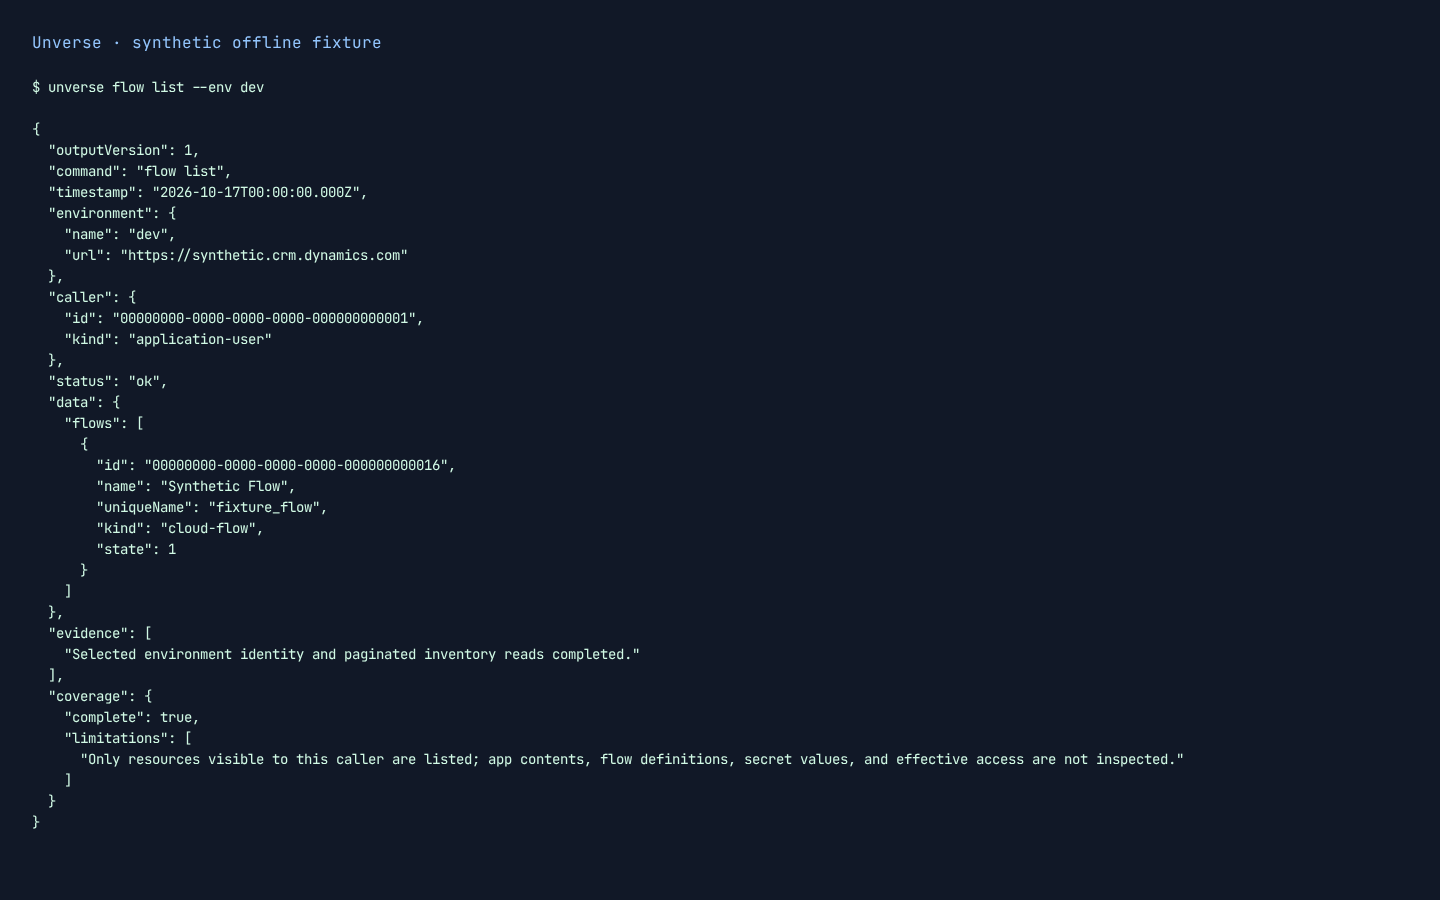 Unverse · synthetic offline fixture
$ unverse flow list --env dev
{
  "outputVersion": 1,
  "command": "flow list",
  "timestamp": "2026-10-17T00:00:00.000Z",
  "environment": {
    "name": "dev",
    "url": "https://synthetic.crm.dynamics.com"
  },
  "caller": {
    "id": "00000000-0000-0000-0000-000000000001",
    "kind": "application-user"
  },
  "status": "ok",
  "data": {
    "flows": [
      {
        "id": "00000000-0000-0000-0000-000000000016",
        "name": "Synthetic Flow",
        "uniqueName": "fixture_flow",
        "kind": "cloud-flow",
        "state": 1
      }
    ]
  },
  "evidence": [
    "Selected environment identity and paginated inventory reads completed."
  ],
  "coverage": {
    "complete": true,
    "limitations": [
      "Only resources visible to this caller are listed; app contents, flow definitions, secret values, and effective access are not inspected."
    ]
  }
}